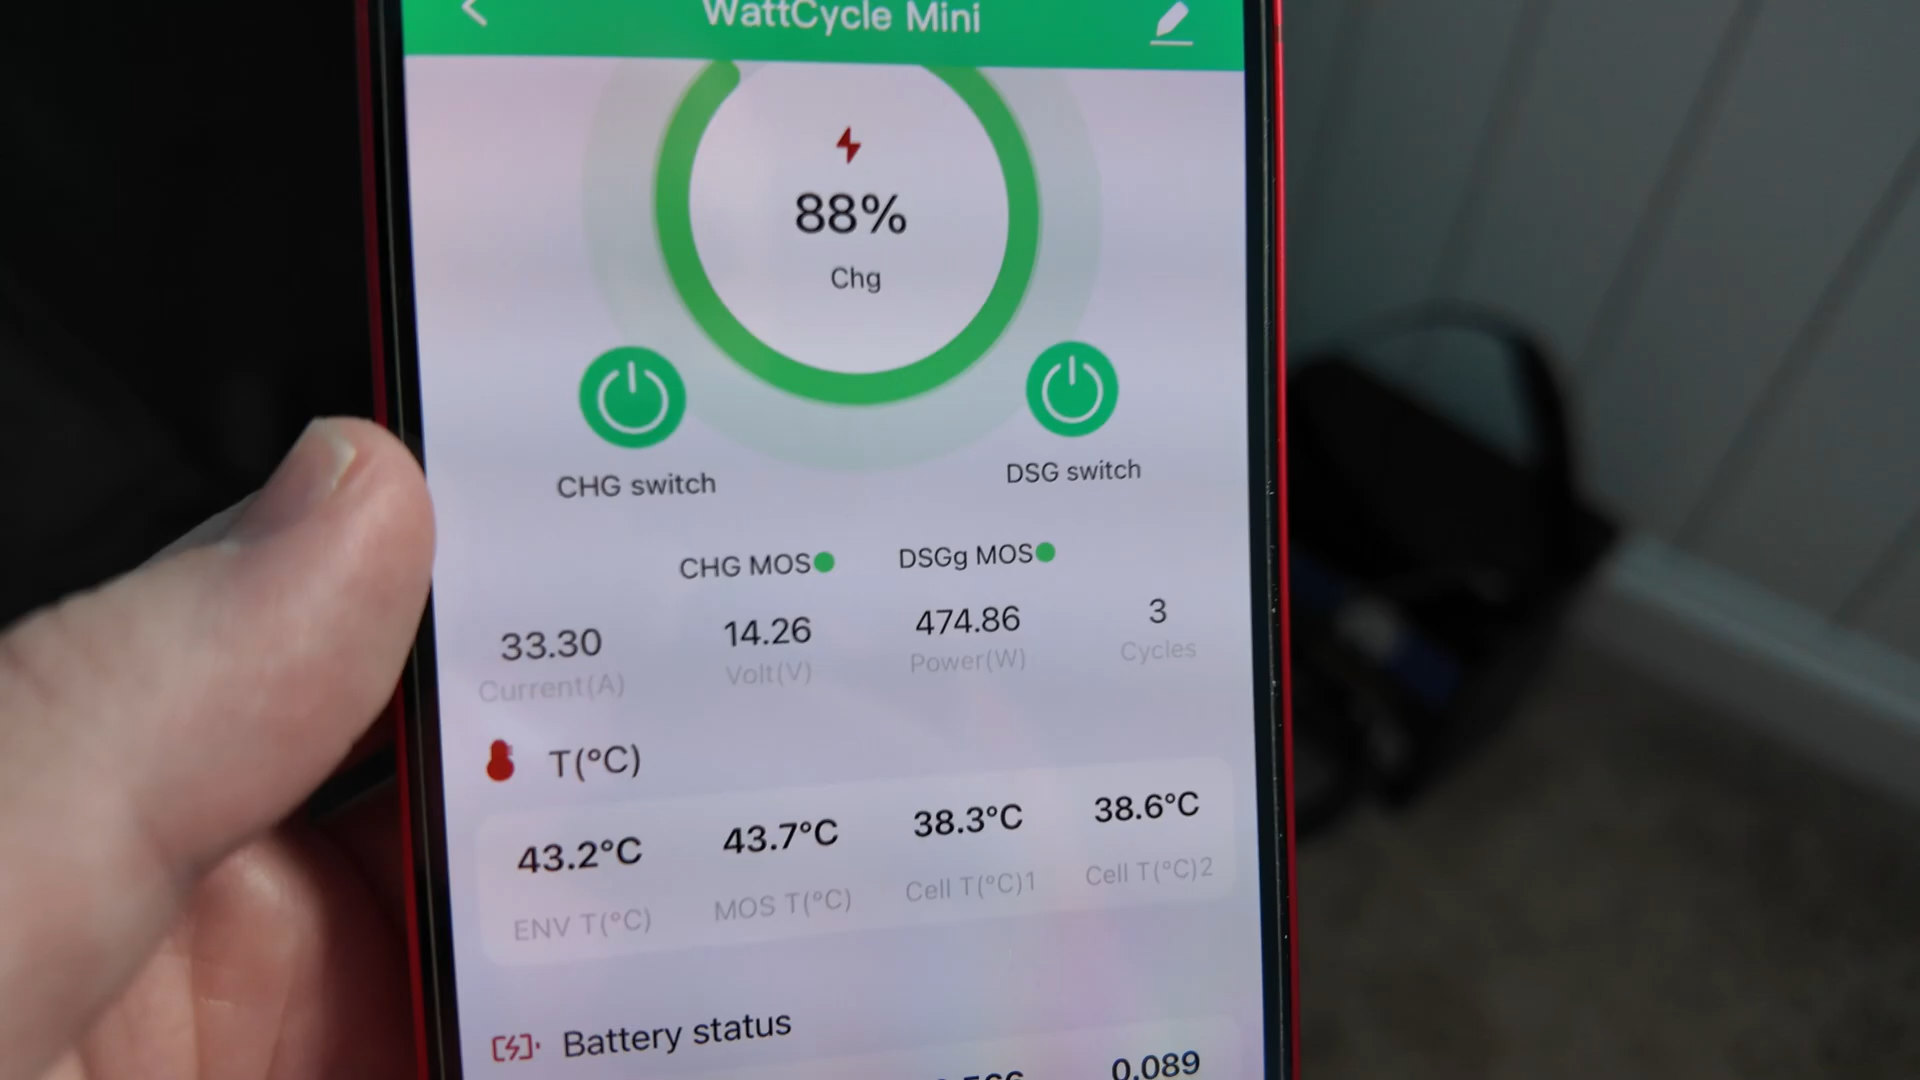 WattCycle Mini
88%
Chg
CHG switch
DSG switch
CHG MOS
DSGg MOS
33.30
14.26
474.86
3
Current(A)
Volt(V)
Power(W)
Cycles
T(°C)
43.2°C
43.7°C
38.3°C
38.6°C
ENV T(°C)
MOS T(°C)
Cell T(°C)1
Cell T(°C)2
Battery status
0.089